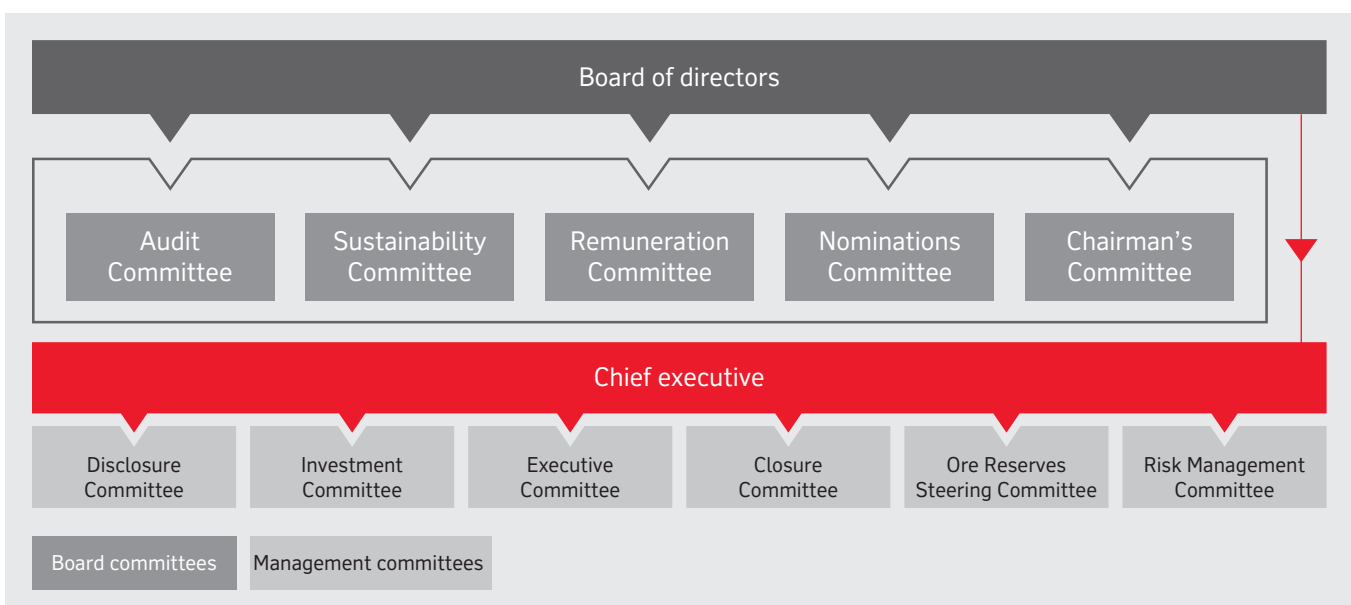 Board of directors
Audit
Committee
Sustainability
Committee
Remuneration
Committee
Nominations
Committee
Chairman’s
Committee
Chief executive
Disclosure
Committee
Investment
Committee
Executive
Committee
Closure
Committee
Ore Reserves
Steering Committee
Risk Management
Committee
Board committees
Management committees